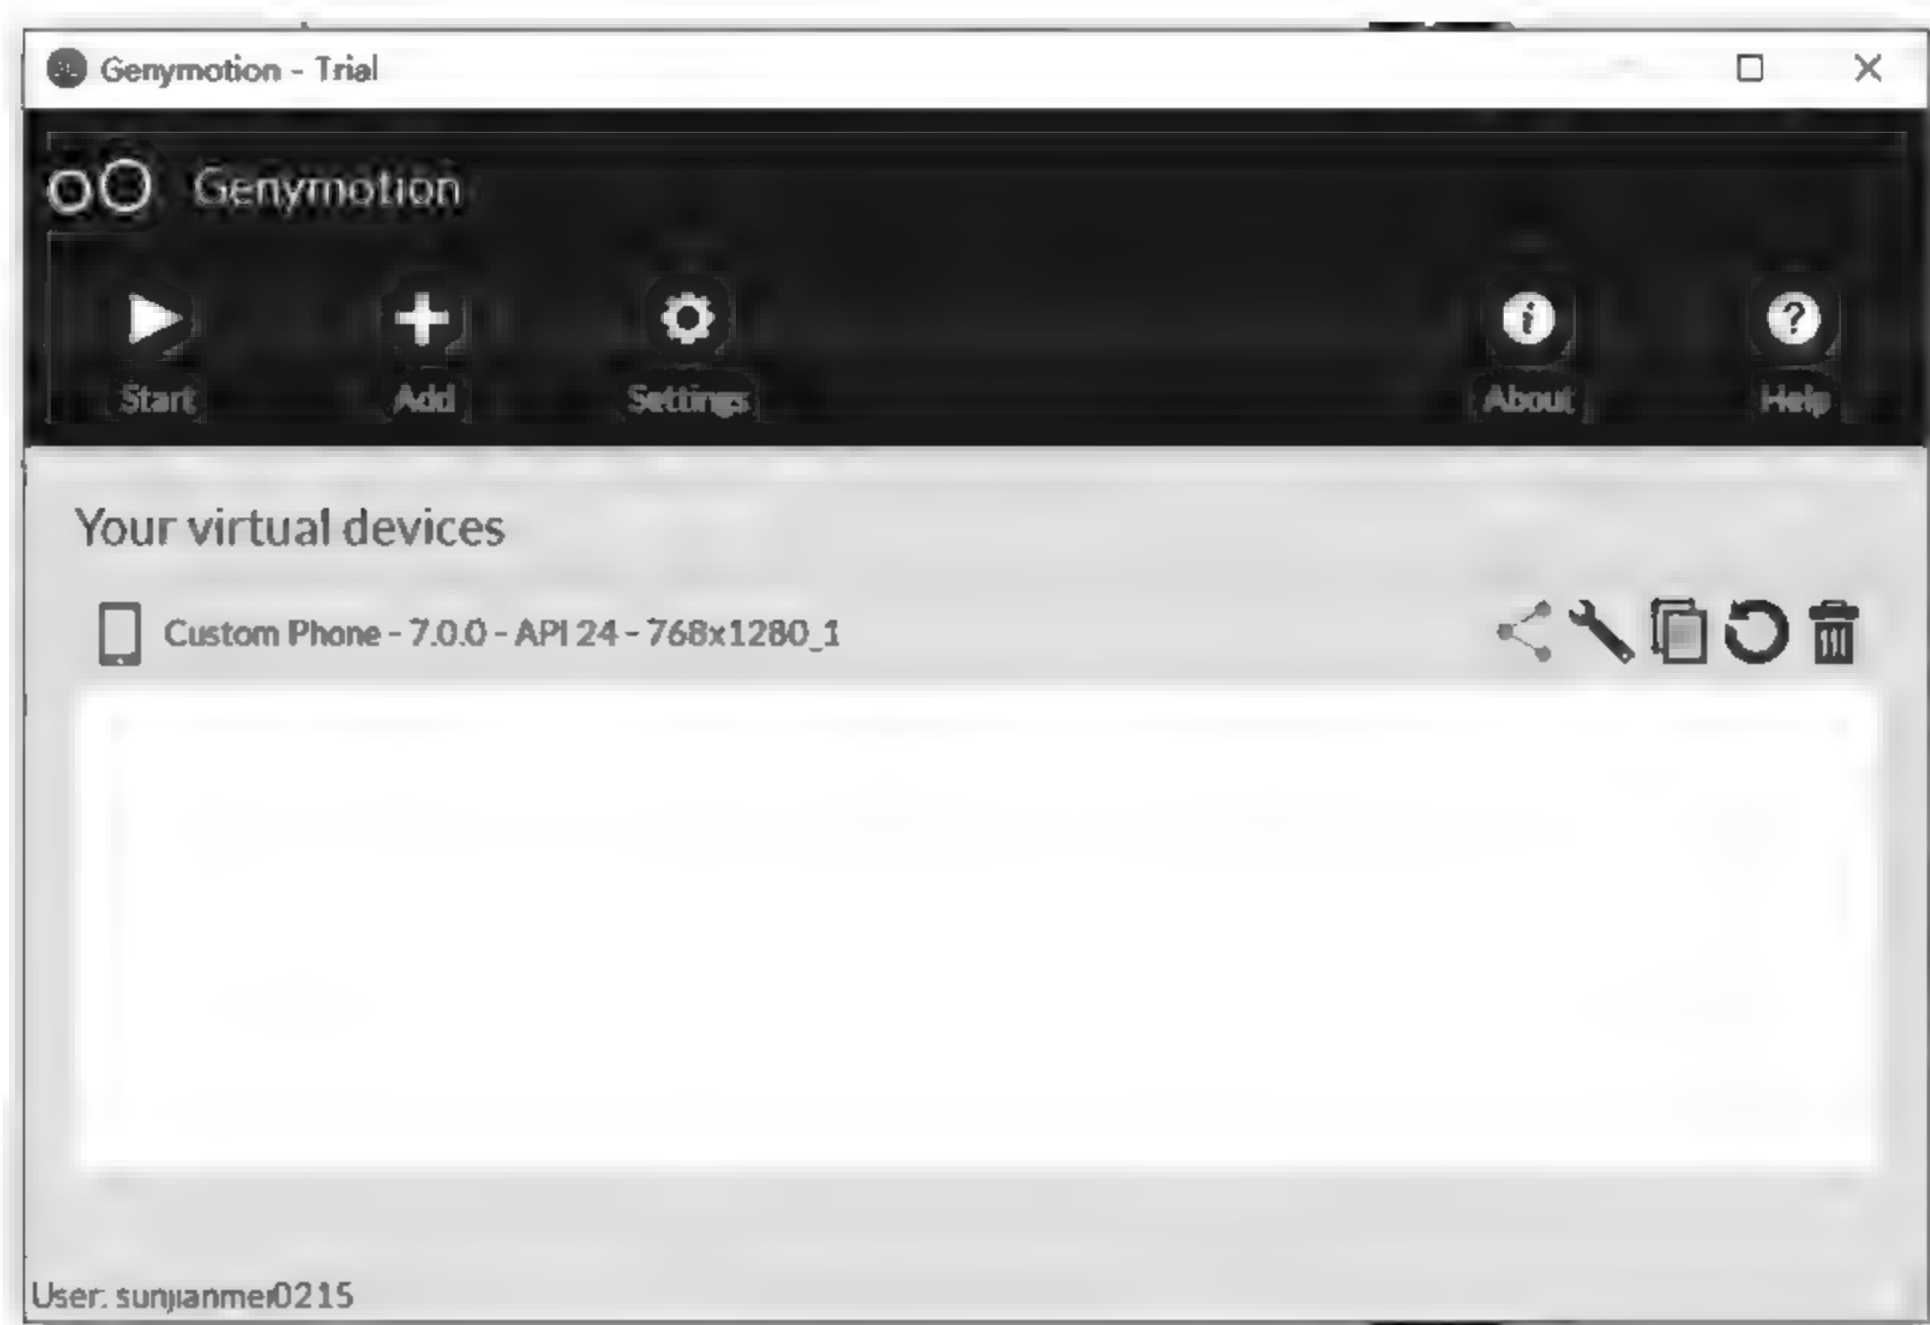 Genymotion - Trial
Genymotion
Start Add Settings About Help
Your virtual devices
Custom Phone - 7.0.0 - API 24 - 768x1280_1
User: sunjianmei0215